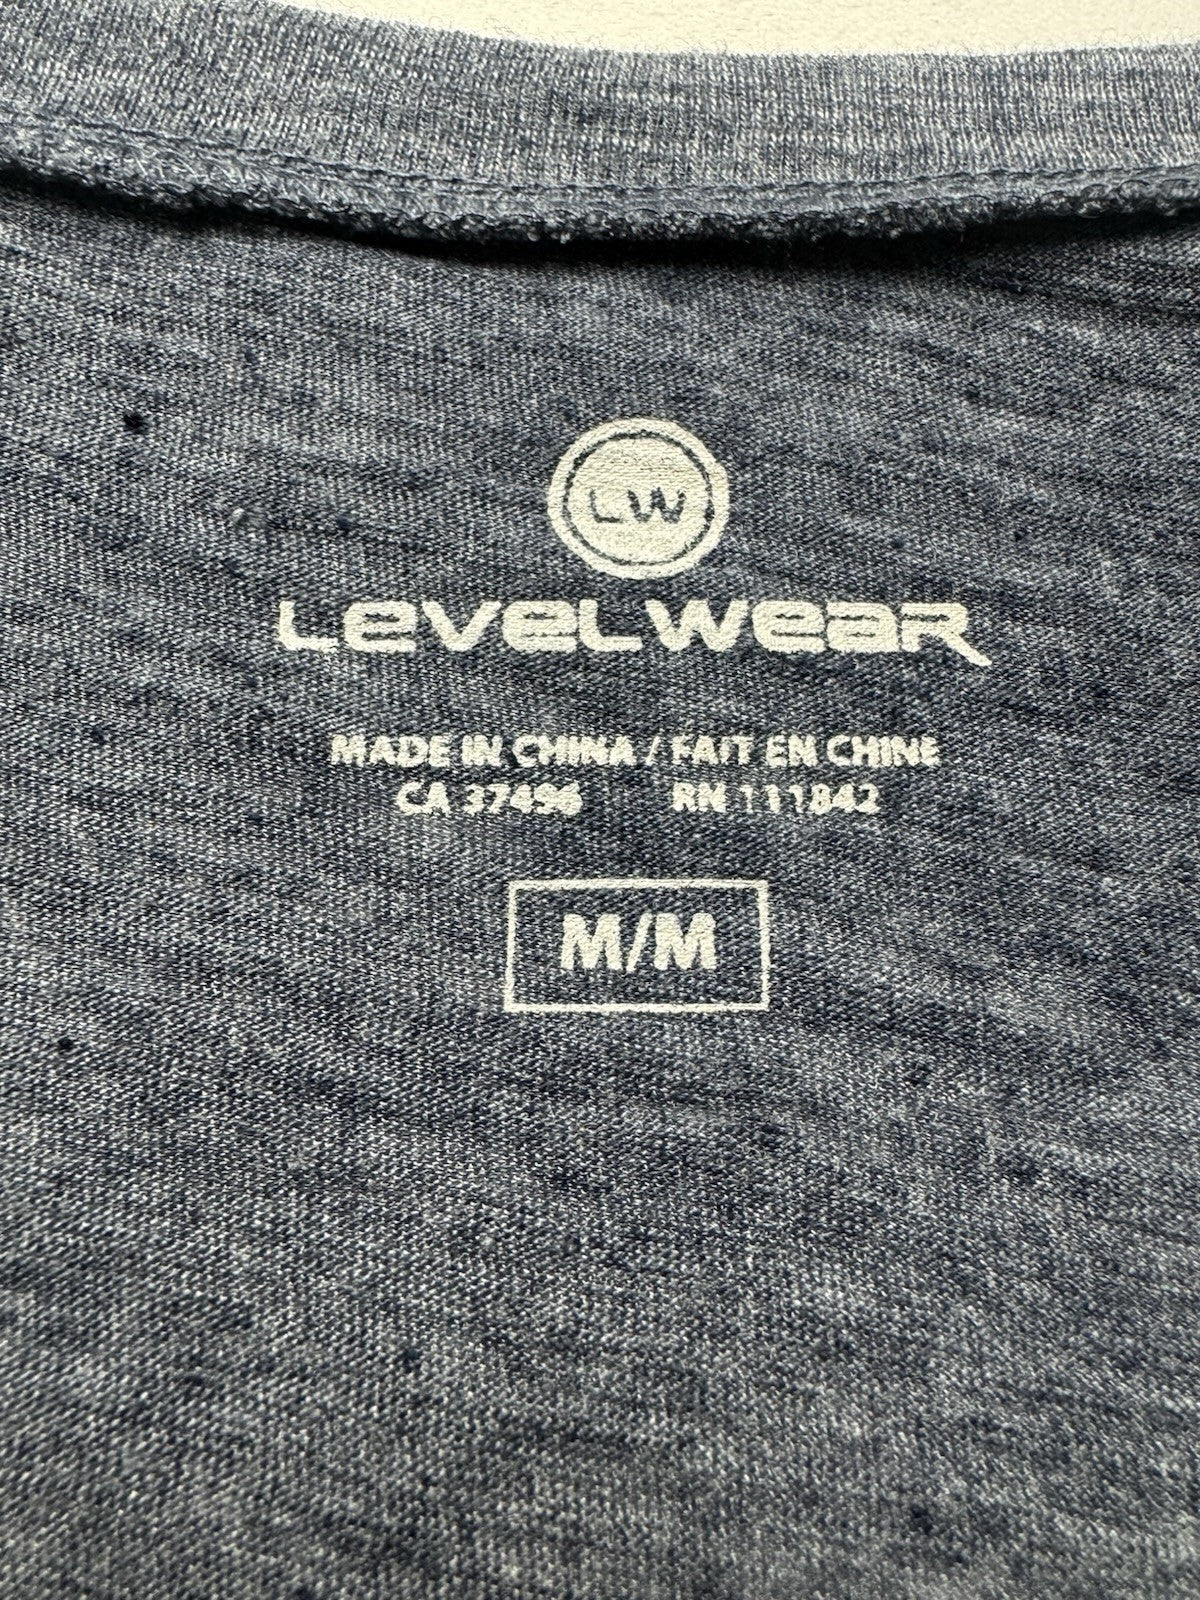 LW
LEVELWEAR
MADE IN CHINA / FAIT EN CHINE
CA 37496 RN 111842
M/M